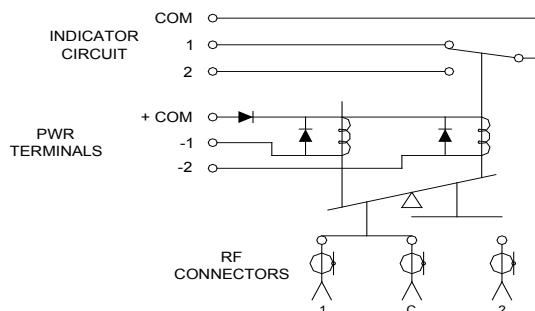 COM
INDICATOR
CIRCUIT
1
2
+ COM
PWR
TERMINALS
-1
-2
RF
CONNECTORS
1
C
2